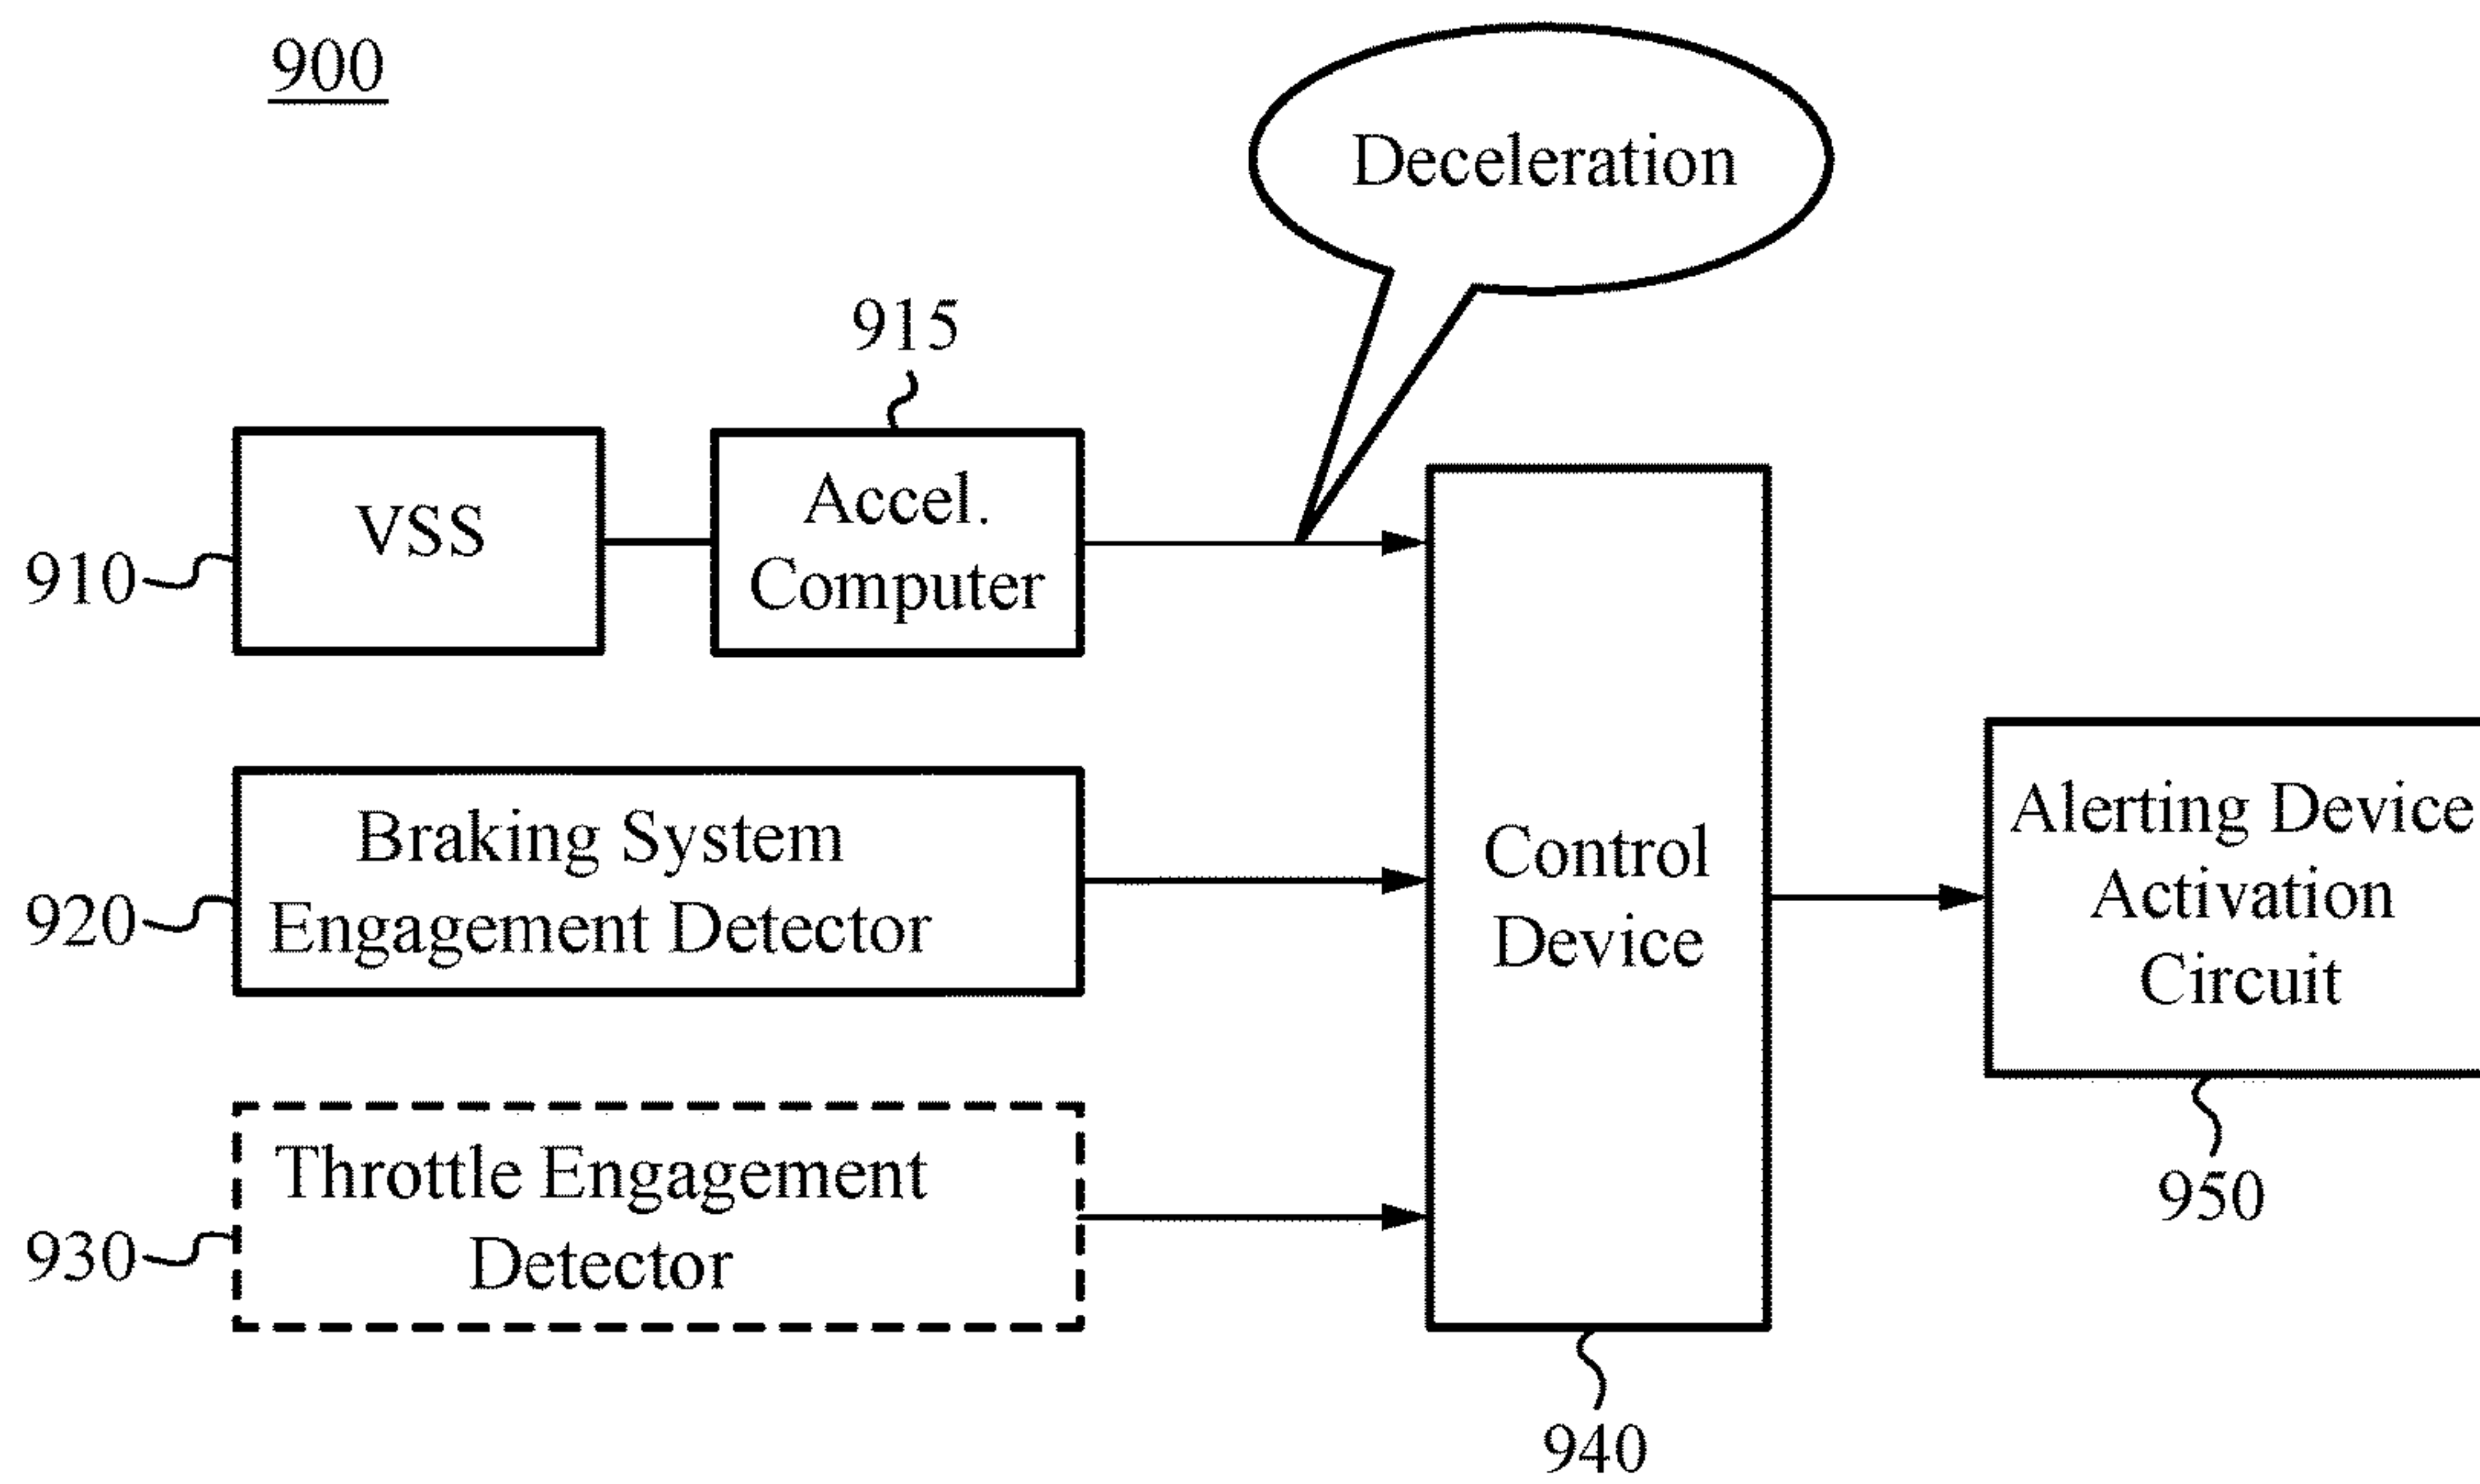 900
Deceleration
915
VSS
Accel.
Computer
910
Braking System
Engagement Detector
920
Control
Device
Alerting Device
Activation
Circuit
Throttle Engagement
Detector
930
950
940